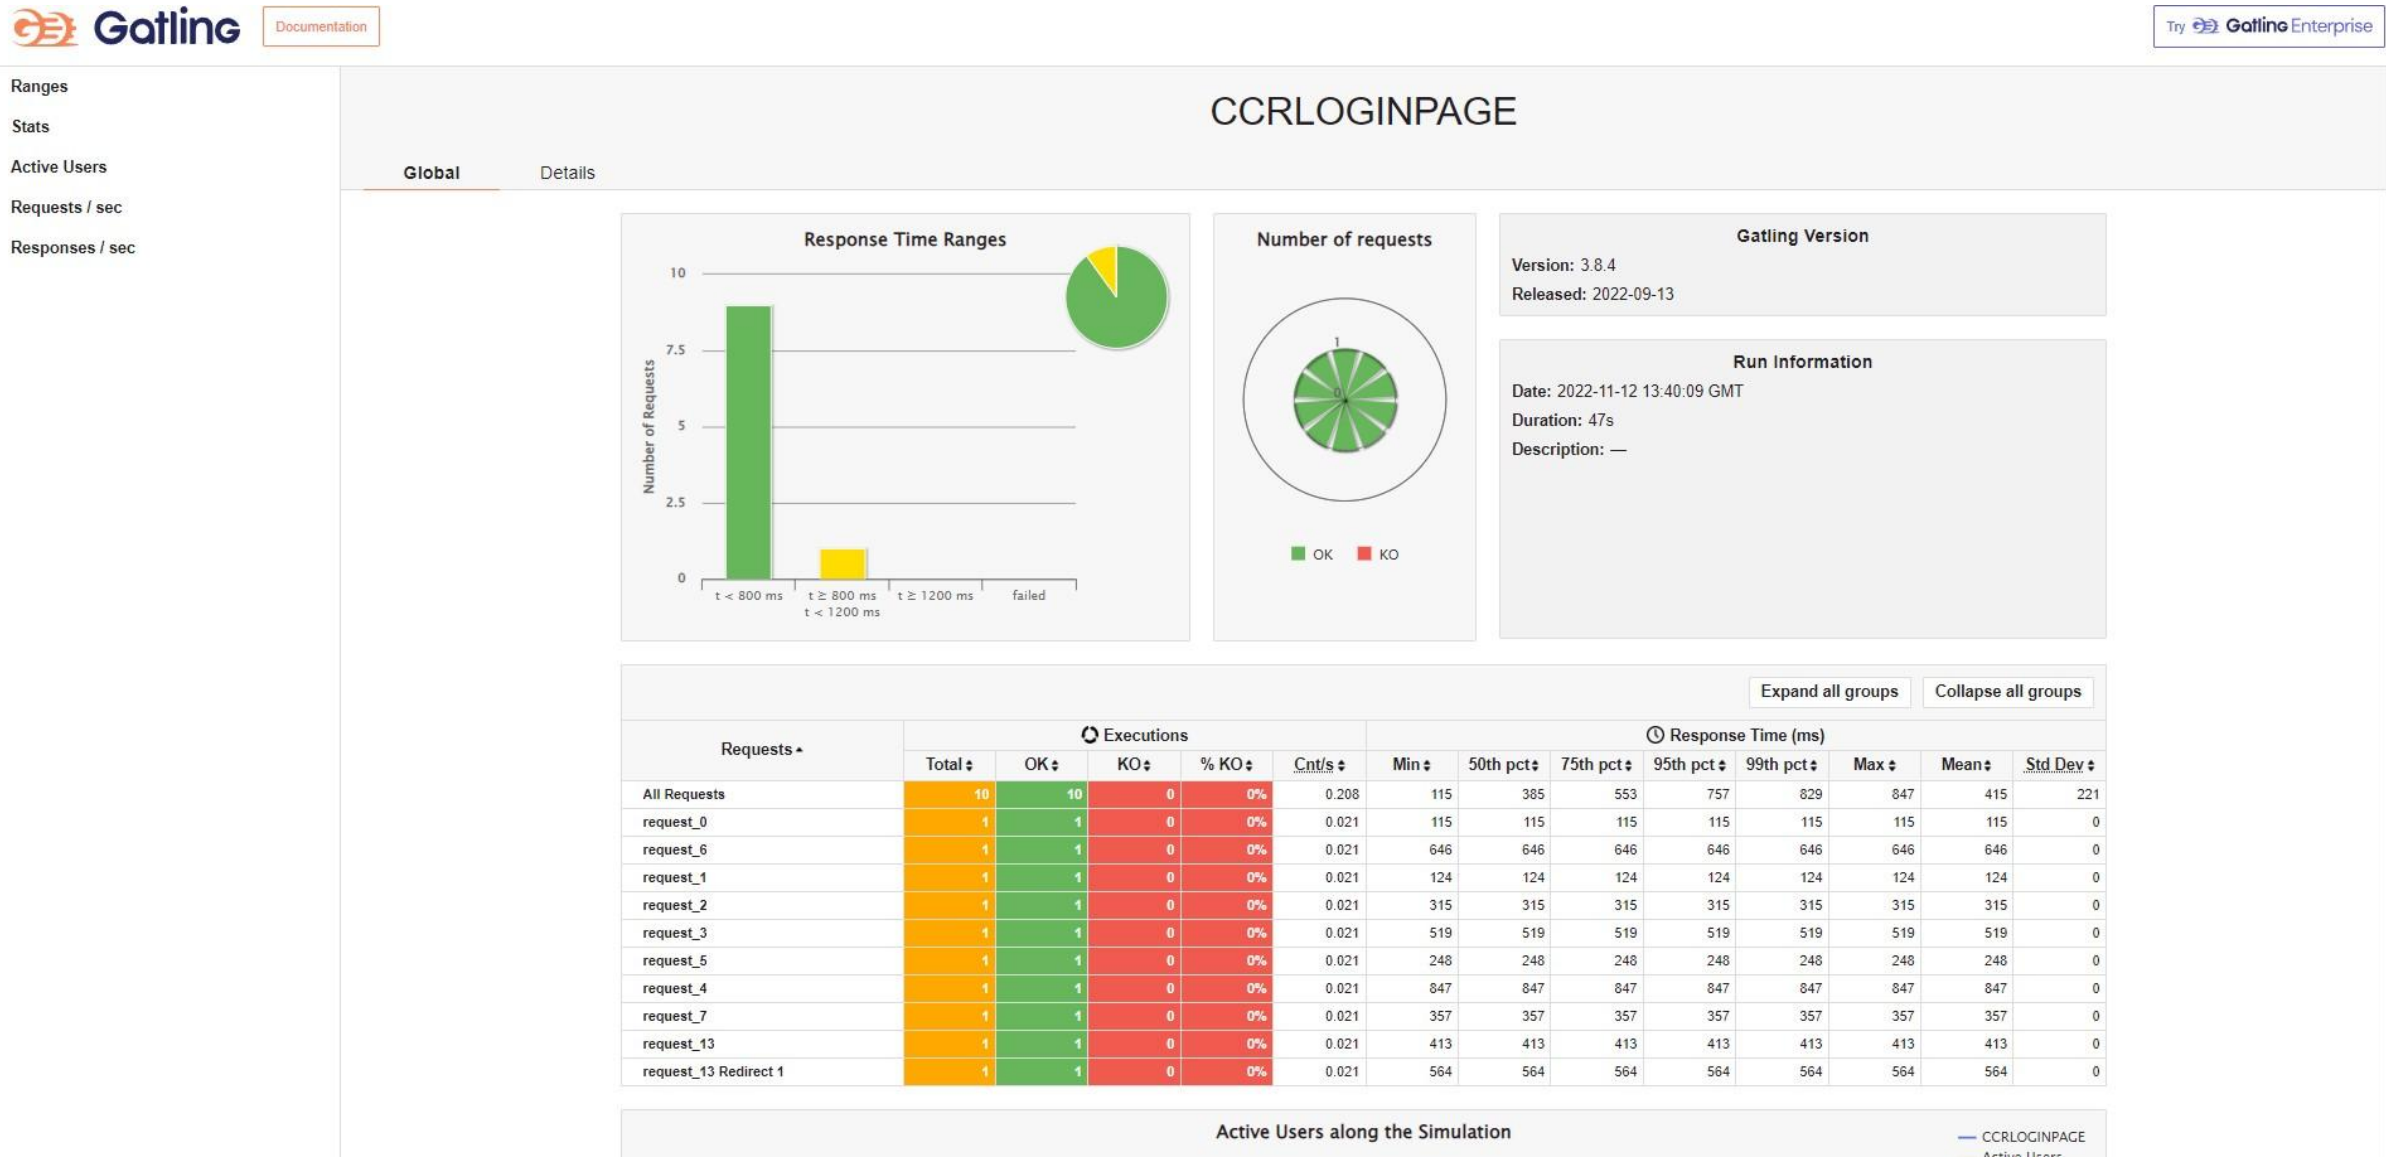 Gatling
Documentation
Try Gatling Enterprise
Ranges
Stats
Active Users
Requests / sec
Responses / sec
CCRLOGINPAGE
Global Details
Response Time Ranges
Number of Requests
10
7.5
5
2.5
0
t < 800 ms
t ≥ 800 ms
t < 1200 ms
t ≥ 1200 ms
failed
Number of requests
1
0
OK KO
Gatling Version
Version: 3.8.4
Released: 2022-09-13
Run Information
Date: 2022-11-12 13:40:09 GMT
Duration: 47s
Description: —
Expand all groups Collapse all groups
Requests Executions Response Time (ms)
Total OK KO % KO Cnt/s Min 50th pct 75th pct 95th pct 99th pct Max Mean Std Dev
All Requests 10 10 0 0% 0.208 115 385 553 757 829 847 415 221
request_0 1 1 0 0% 0.021 115 115 115 115 115 115 115 0
request_6 1 1 0 0% 0.021 646 646 646 646 646 646 646 0
request_1 1 1 0 0% 0.021 124 124 124 124 124 124 124 0
request_2 1 1 0 0% 0.021 315 315 315 315 315 315 315 0
request_3 1 1 0 0% 0.021 519 519 519 519 519 519 519 0
request_5 1 1 0 0% 0.021 248 248 248 248 248 248 248 0
request_4 1 1 0 0% 0.021 847 847 847 847 847 847 847 0
request_7 1 1 0 0% 0.021 357 357 357 357 357 357 357 0
request_13 1 1 0 0% 0.021 413 413 413 413 413 413 413 0
request_13 Redirect 1 1 1 0 0% 0.021 564 564 564 564 564 564 564 0
Active Users along the Simulation
CCRLOGINPAGE
Active Users